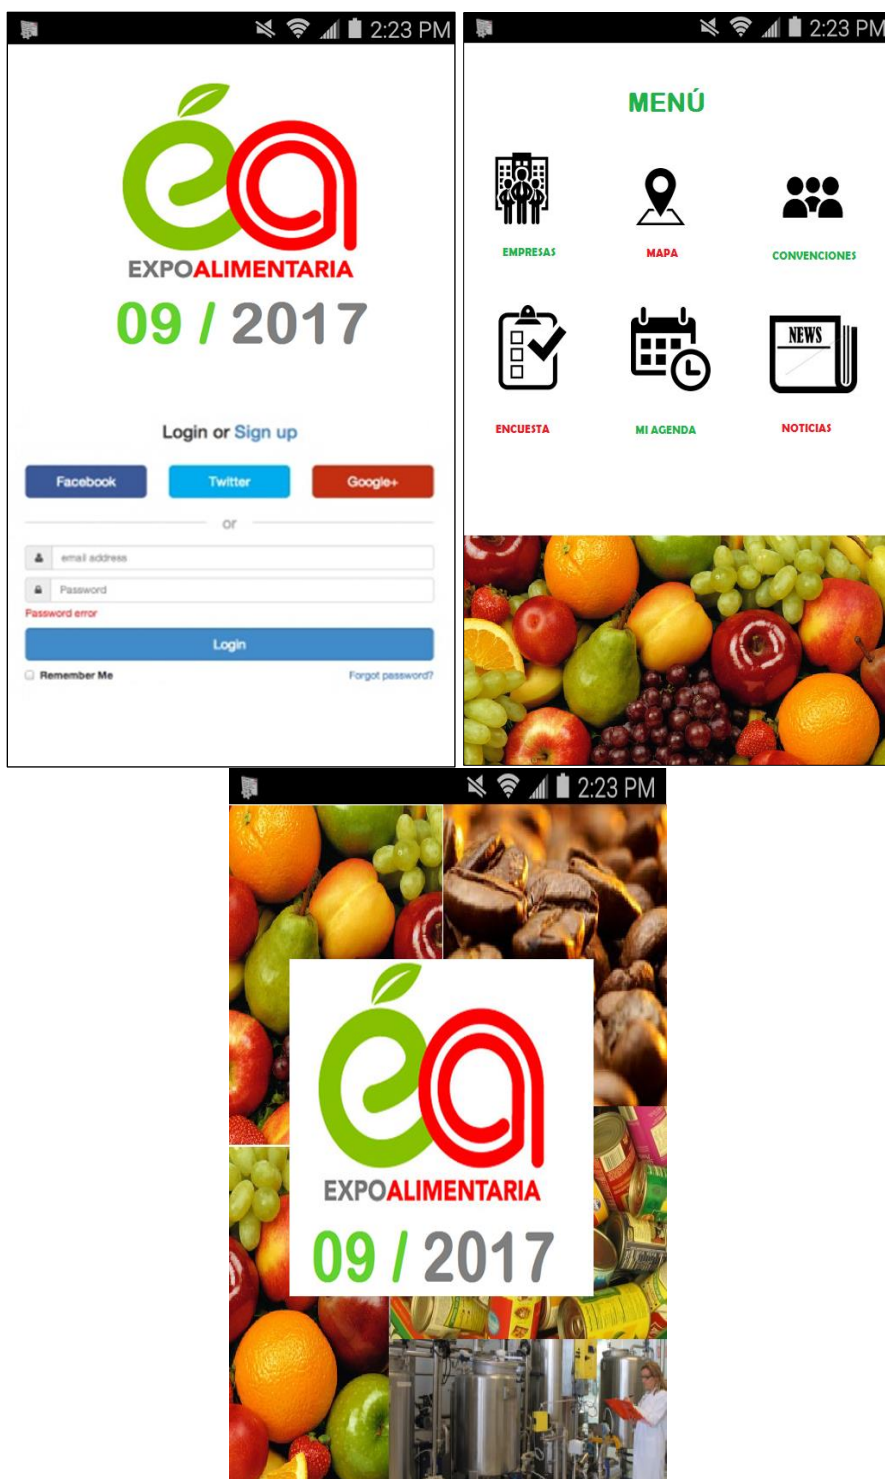 2:23 PM
éa
EXPOALIMENTARIA
09 / 2017
Login or Sign up
Facebook Twitter Google+
or
email address
Password
Password error
Login
Remember Me Forgot password?
2:23 PM
MENÚ
EMPRESAS MAPA CONVENCIONES
NEWS
ENCUESTA MI AGENDA NOTICIAS
2:23 PM
éa
EXPOALIMENTARIA
09 / 2017